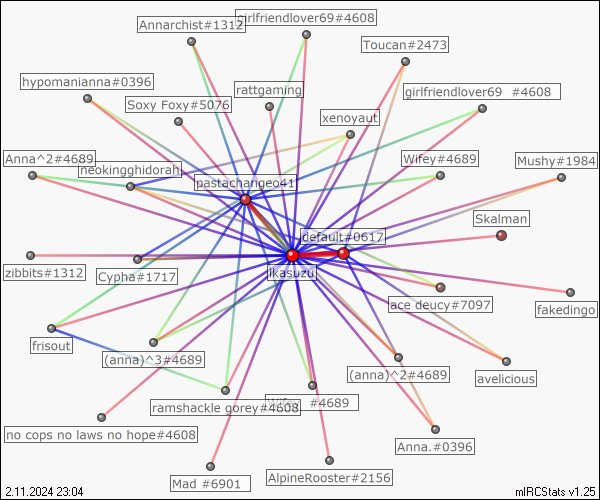 girlfriendlover69#4608
Annarchist#1312
Toucan#2473
hypomanianna#0396
rattgaming
girlfriendlover69 #4608
Soxy Foxy#5076
xenoyaut
Anna^2#4689
neokingghidorah
Wifey#4689
Mushy#1984
pastachangeo41
Skalman
default#0617
zibbits#1312
Cypha#1717
ikasuzu
ace deucy#7097
fakedingo
frisout
(anna)^3#4689
(anna)^2#4689
avelicious
ramshackle gorey#4608
#4689
no cops no laws no hope#4608
Anna.#0396
Mad #6901
AlpineRooster#2156
2.11.2024 23:04
mIRCStats v1.25